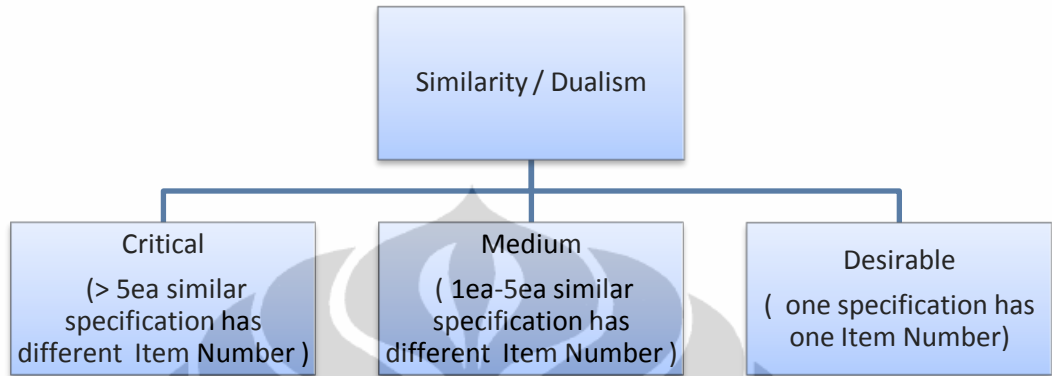 Similarity / Dualism
Critical
(> 5ea similar
specification has
different Item Number )
Medium
( 1ea-5ea similar
specification has
different Item Number )
Desirable
( one specification has
one Item Number)